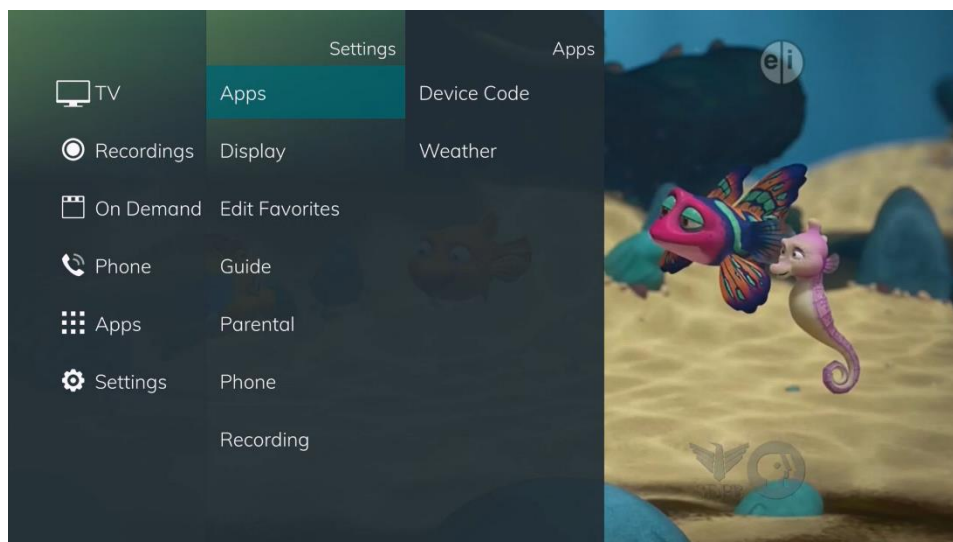 Settings
Apps
TV
Recordings
On Demand
Phone
Apps
Settings
Apps
Display
Edit Favorites
Guide
Parental
Phone
Recording
Device Code
Weather
e/i